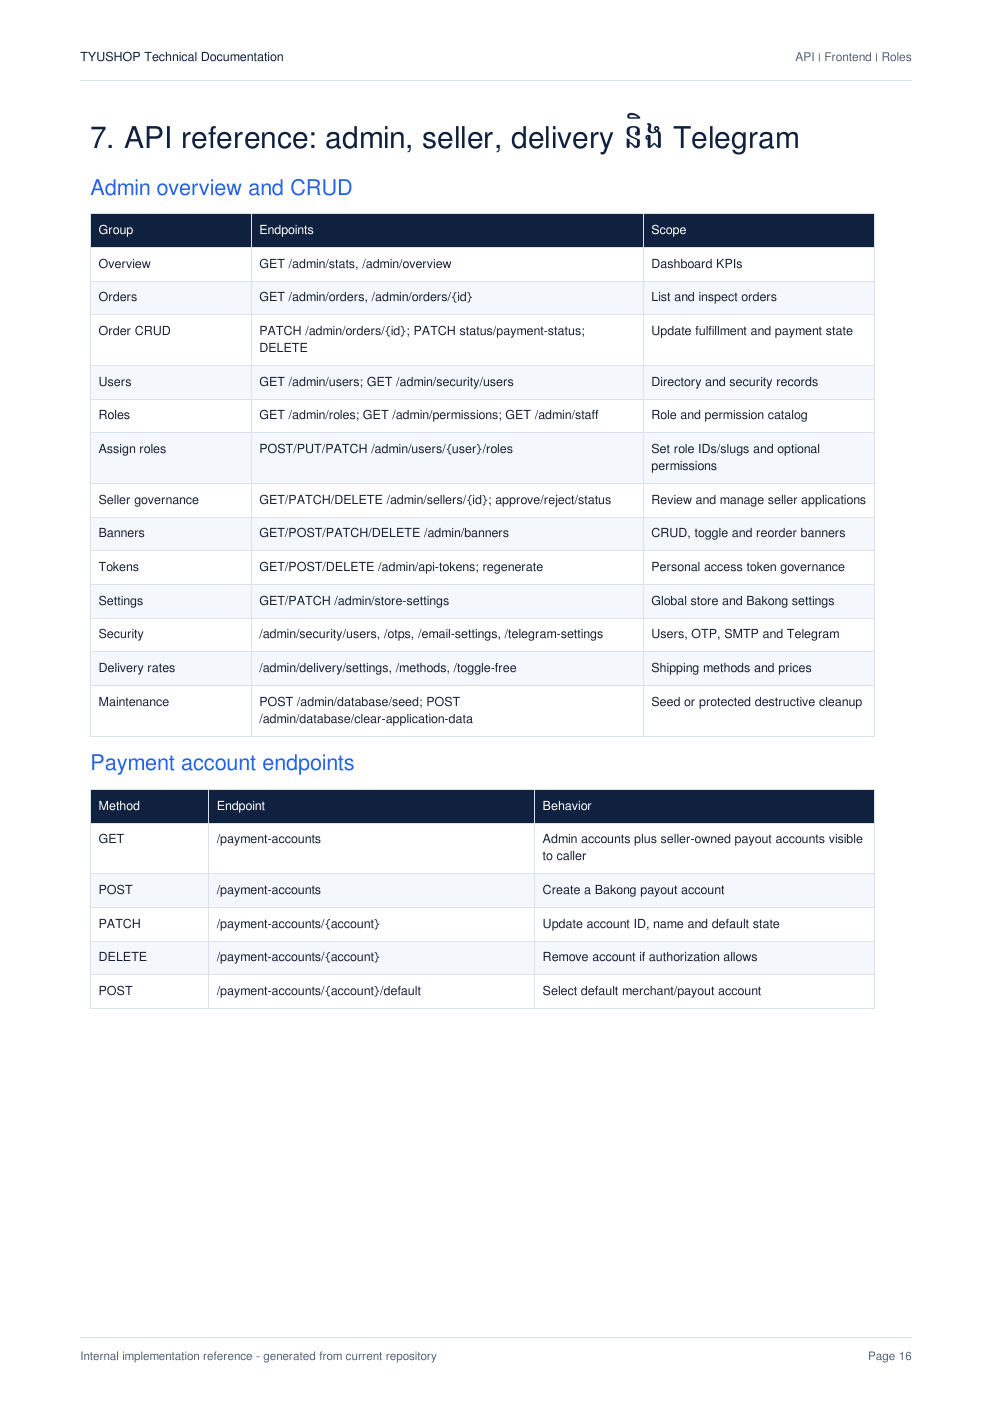 TYUSHOP Technical Documentation
API | Frontend | Roles
7. API reference: admin, seller, delivery និង Telegram
Admin overview and CRUD
Group Endpoints Scope
Overview GET /admin/stats, /admin/overview Dashboard KPIs
Orders GET /admin/orders, /admin/orders/{id} List and inspect orders
Order CRUD PATCH /admin/orders/{id}; PATCH status/payment-status; Update fulfillment and payment state
DELETE
Users GET /admin/users; GET /admin/security/users Directory and security records
Roles GET /admin/roles; GET /admin/permissions; GET /admin/staff Role and permission catalog
Assign roles POST/PUT/PATCH /admin/users/{user}/roles Set role IDs/slugs and optional
permissions
Seller governance GET/PATCH/DELETE /admin/sellers/{id}; approve/reject/status Review and manage seller applications
Banners GET/POST/PATCH/DELETE /admin/banners CRUD, toggle and reorder banners
Tokens GET/POST/DELETE /admin/api-tokens; regenerate Personal access token governance
Settings GET/PATCH /admin/store-settings Global store and Bakong settings
Security /admin/security/users, /otps, /email-settings, /telegram-settings Users, OTP, SMTP and Telegram
Delivery rates /admin/delivery/settings, /methods, /toggle-free Shipping methods and prices
Maintenance POST /admin/database/seed; POST Seed or protected destructive cleanup
/admin/database/clear-application-data
Payment account endpoints
Method Endpoint Behavior
GET /payment-accounts Admin accounts plus seller-owned payout accounts visible
to caller
POST /payment-accounts Create a Bakong payout account
PATCH /payment-accounts/{account} Update account ID, name and default state
DELETE /payment-accounts/{account} Remove account if authorization allows
POST /payment-accounts/{account}/default Select default merchant/payout account
Internal implementation reference - generated from current repository
Page 16